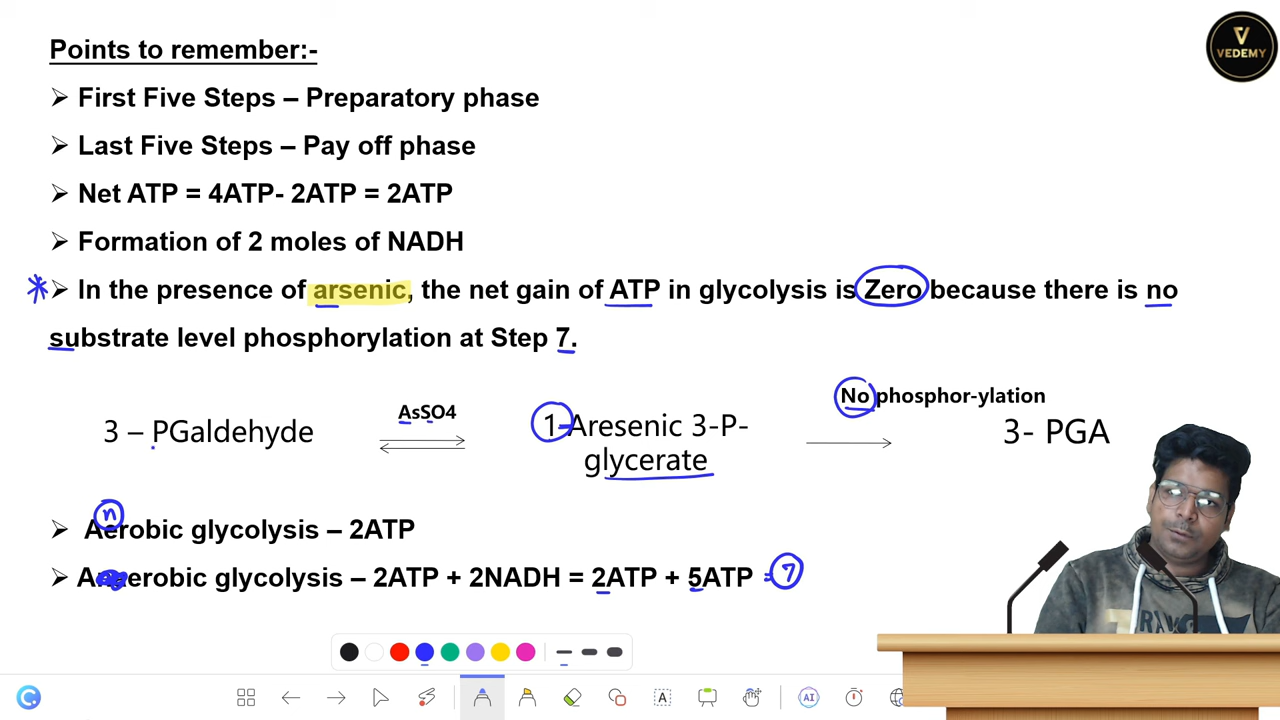 Points to remember:-
VEDEMY
➢ First Five Steps – Preparatory phase
➢ Last Five Steps – Pay off phase
➢ Net ATP = 4ATP- 2ATP = 2ATP
➢ Formation of 2 moles of NADH
➢ In the presence of arsenic, the net gain of ATP in glycolysis is Zero because there is no
substrate level phosphorylation at Step 7.
No phosphor-ylation
AsSO4
3 – PGaldehyde
1-Aresenic 3-P-
glycerate
3- PGA
n
➢ Aerobic glycolysis – 2ATP
➢ erobic glycolysis – 2ATP + 2NADH = 2ATP + 5ATP = 7
A
AI